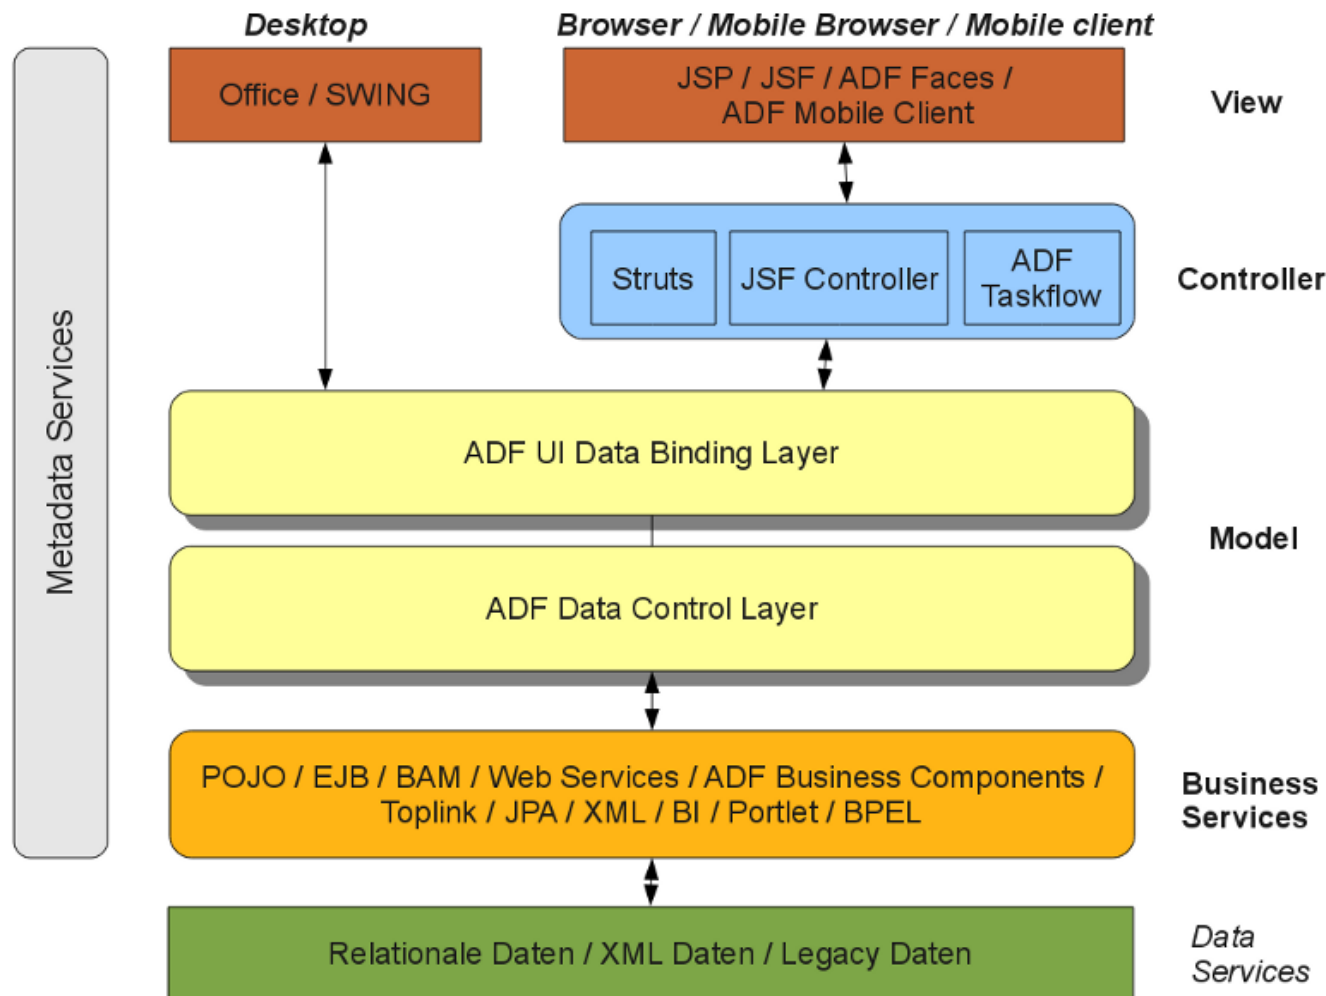 Desktop
Browser / Mobile Browser / Mobile client
Office / SWING
JSP / JSF / ADF Faces /
ADF Mobile Client
View
Struts
JSF Controller
ADF
Taskflow
Controller
Metadata Services
ADF UI Data Binding Layer
Model
ADF Data Control Layer
POJO / EJB / BAM / Web Services / ADF Business Components /
Toplink / JPA / XML / BI / Portlet / BPEL
Business
Services
Relationale Daten / XML Daten / Legacy Daten
Data
Services